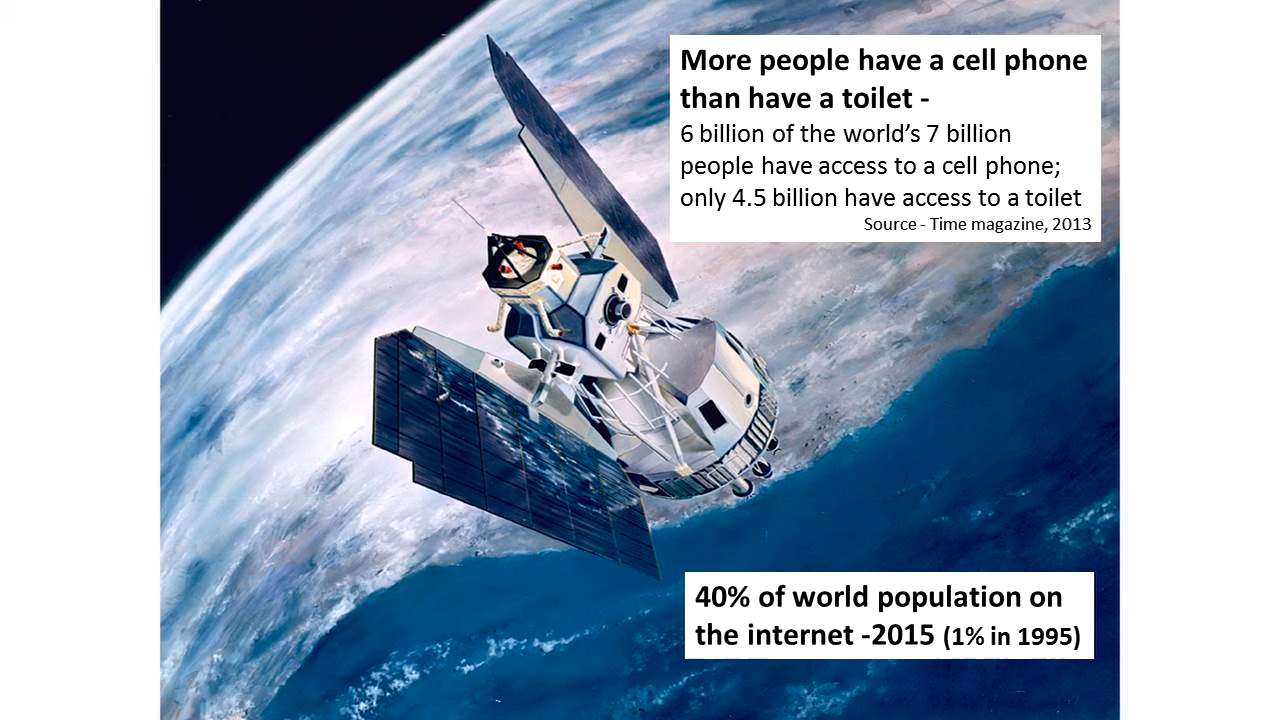 More people have a cell phone
than have a toilet -
6 billion of the world’s 7 billion
people have access to a cell phone;
only 4.5 billion have access to a toilet
Source - Time magazine, 2013
40% of world population on
the internet -2015 (1% in 1995)